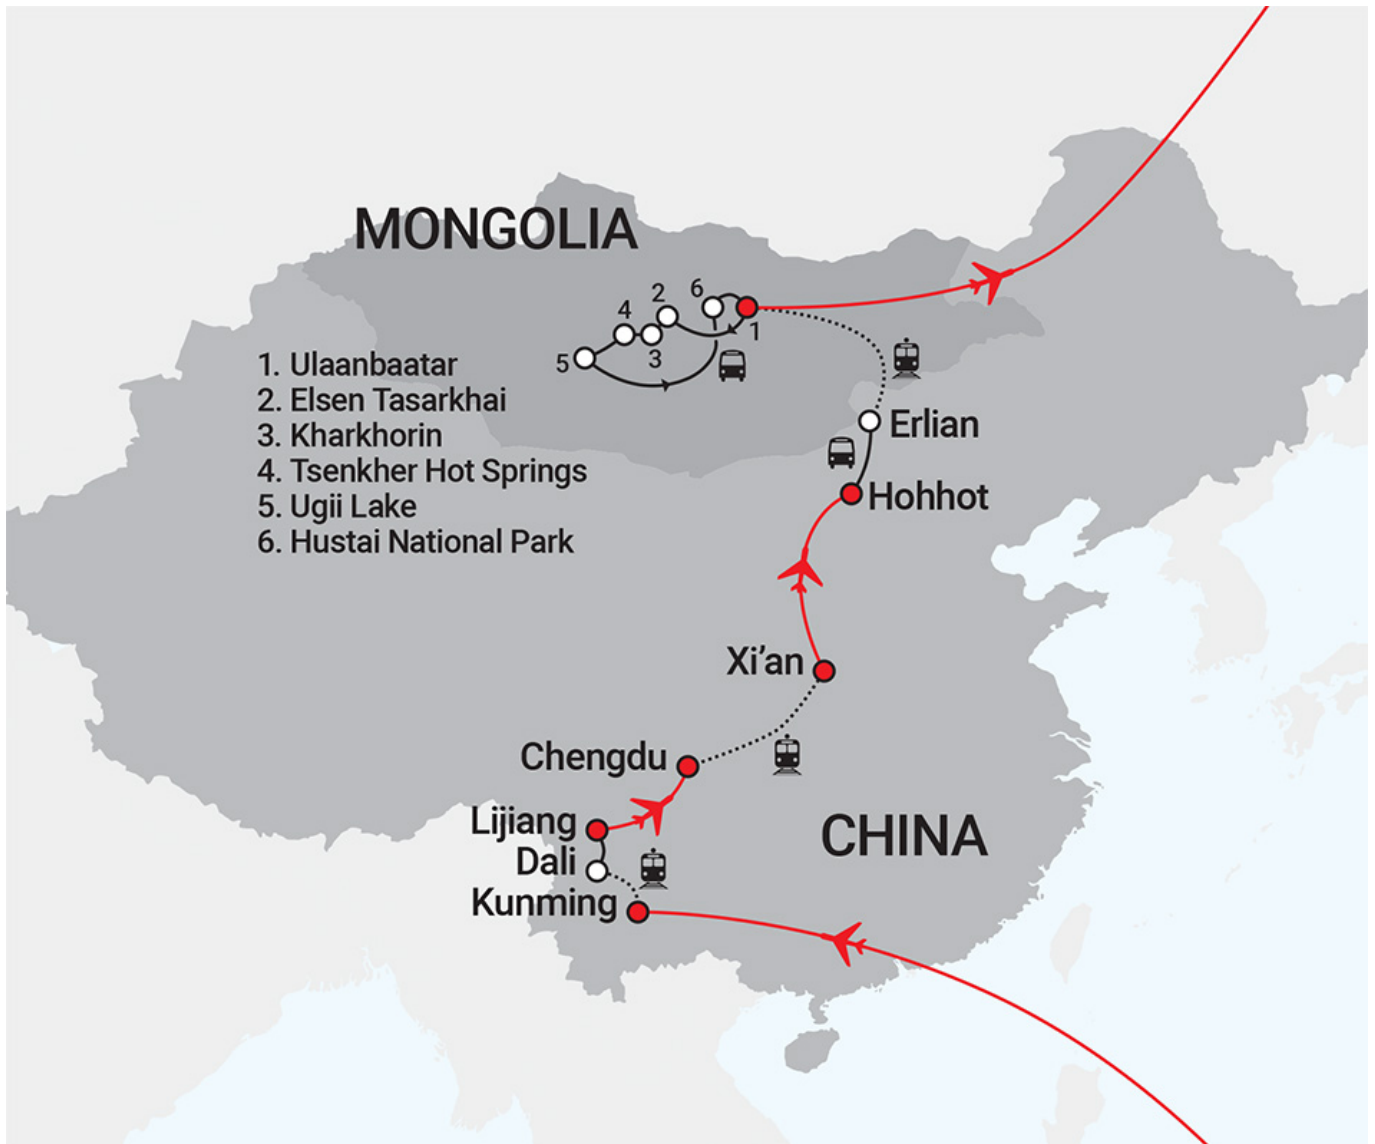 MONGOLIA
6
2
4
1
3
5
1. Ulaanbaatar
2. Elsen Tasarkhai
3. Kharkhorin
4. Tsenkher Hot Springs
5. Ugii Lake
6. Hustai National Park
Erlian
Hohhot
Xi’an
Chengdu
Lijiang
CHINA
Dali
Kunming